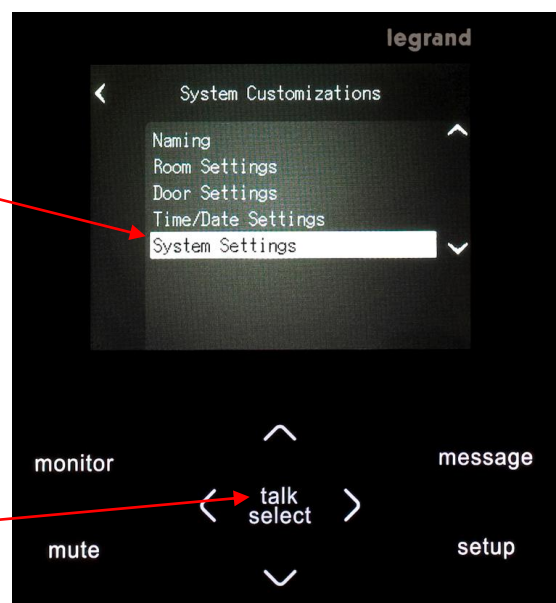 legrand
System Customizations
Naming
Room Settings
Door Settings
Time/Date Settings
System Settings
monitor
message
talk
select
mute
setup